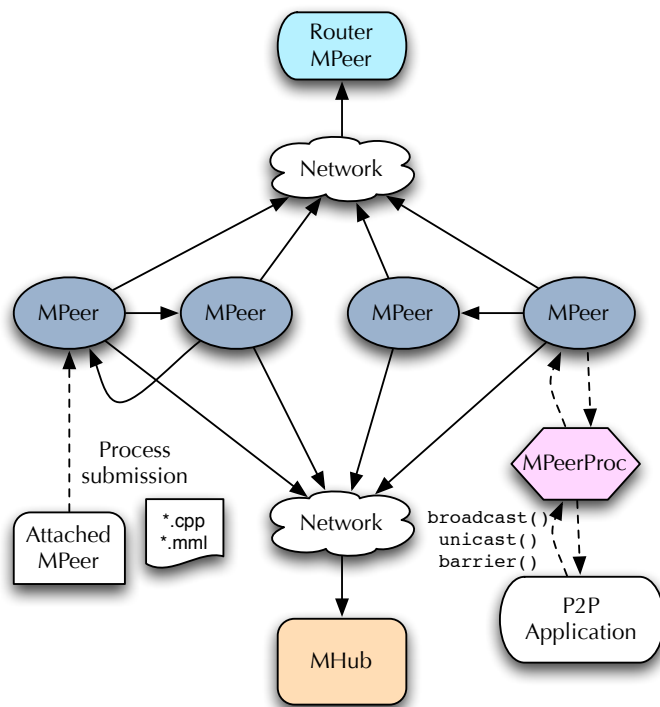 Router
MPeer
Network
MPeer
MPeer
MPeer
MPeer
Process
submission
MPeerProc
*.cpp
*.mml
Attached
MPeer
Network
broadcast()
unicast()
barrier()
P2P
Application
MHub